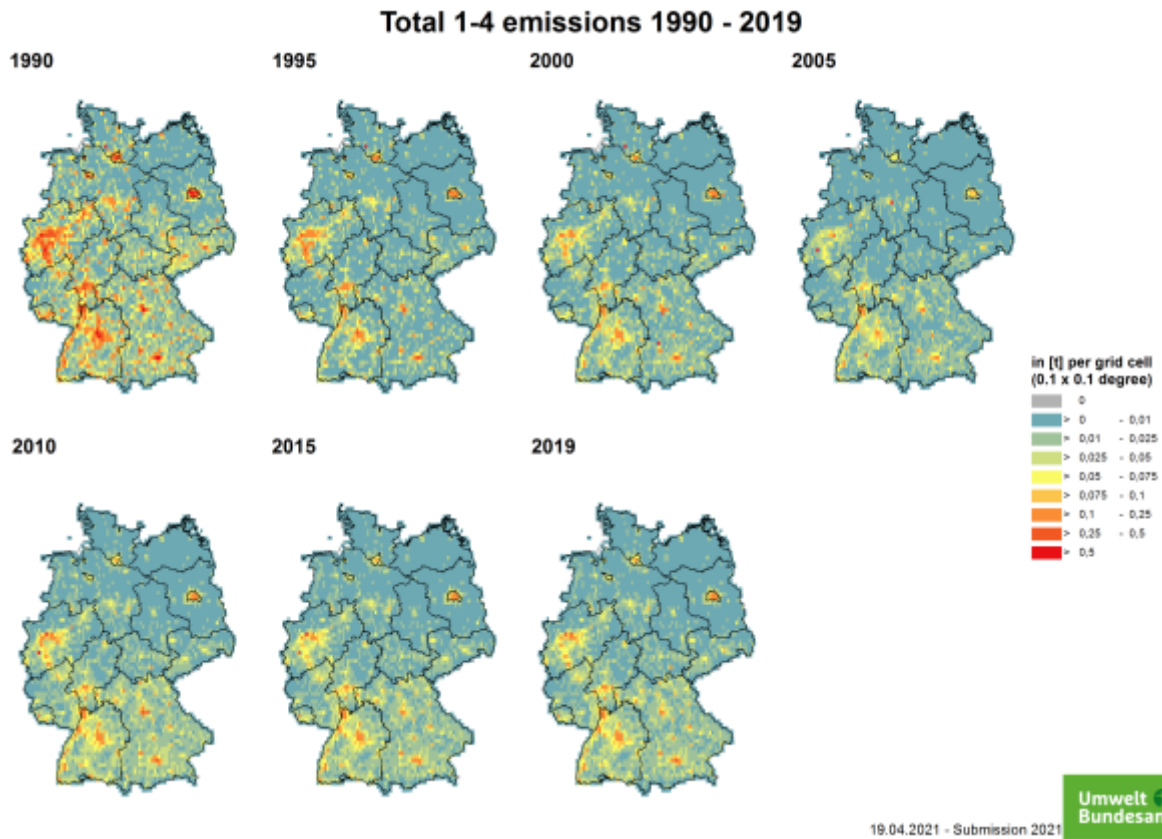 Total 1-4 emissions 1990 - 2019
1990
1995
2000
2005
in [t] per grid cell
(0.1 x 0.1 degree)
0
> 0 - 0,01
> 0,01 - 0,025
> 0,025 - 0,05
> 0,05 - 0,075
> 0,075 - 0,1
> 0,1 - 0,25
> 0,25 - 0,5
> 0,5
2010
2015
2019
Umwelt
Bundesam
19.04.2021 - Submission 2021